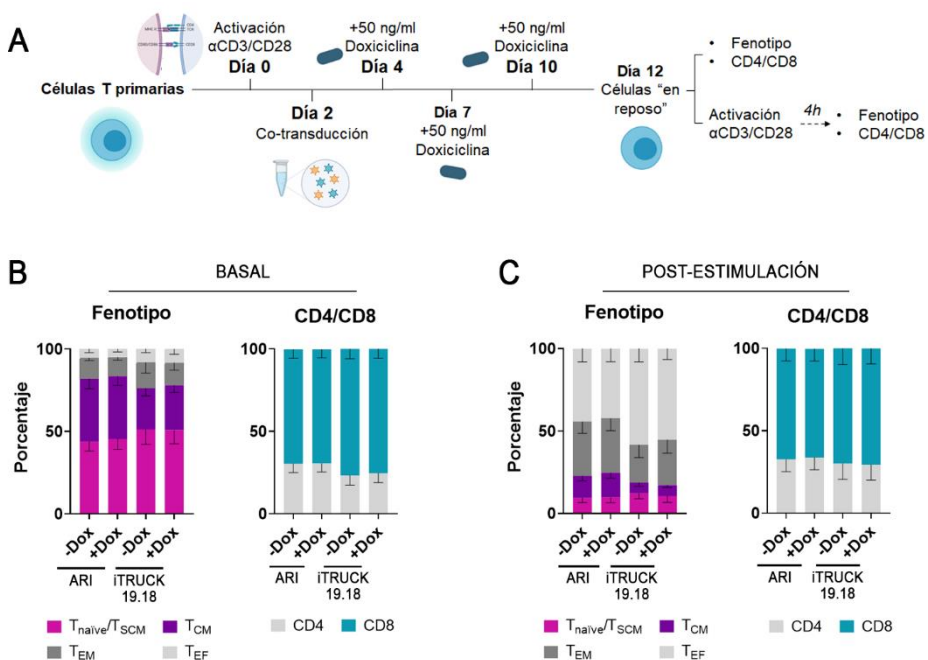 A
Activación
αCD3/CD28
Día 0
+50 ng/ml
Doxiciclina
Día 4
+50 ng/ml
Doxiciclina
Día 10
Células T primarias
Día 2
Co-transducción
Día 7
+50 ng/ml
Doxiciclina
Día 12
Células “en
reposo”
• Fenotipo
• CD4/CD8
Activación
αCD3/CD28
4h
• Fenotipo
• CD4/CD8
B
BASAL
Fenotipo
CD4/CD8
Porcentaje
100
50
0
-Dox
+Dox
-Dox
+Dox
ARI
iTRUCK
19.18
100
50
0
-Dox
+Dox
-Dox
+Dox
ARI
iTRUCK
19.18
Tnaïve/TSCM
TCM
TEM
TEF
CD4
CD8
C
POST-ESTIMULACIÓN
Fenotipo
CD4/CD8
Porcentaje
100
50
0
-Dox
+Dox
-Dox
+Dox
ARI
iTRUCK
19.18
100
50
0
-Dox
+Dox
-Dox
+Dox
ARI
iTRUCK
19.18
Tnaïve/TSCM
TCM
TEM
TEF
CD4
CD8